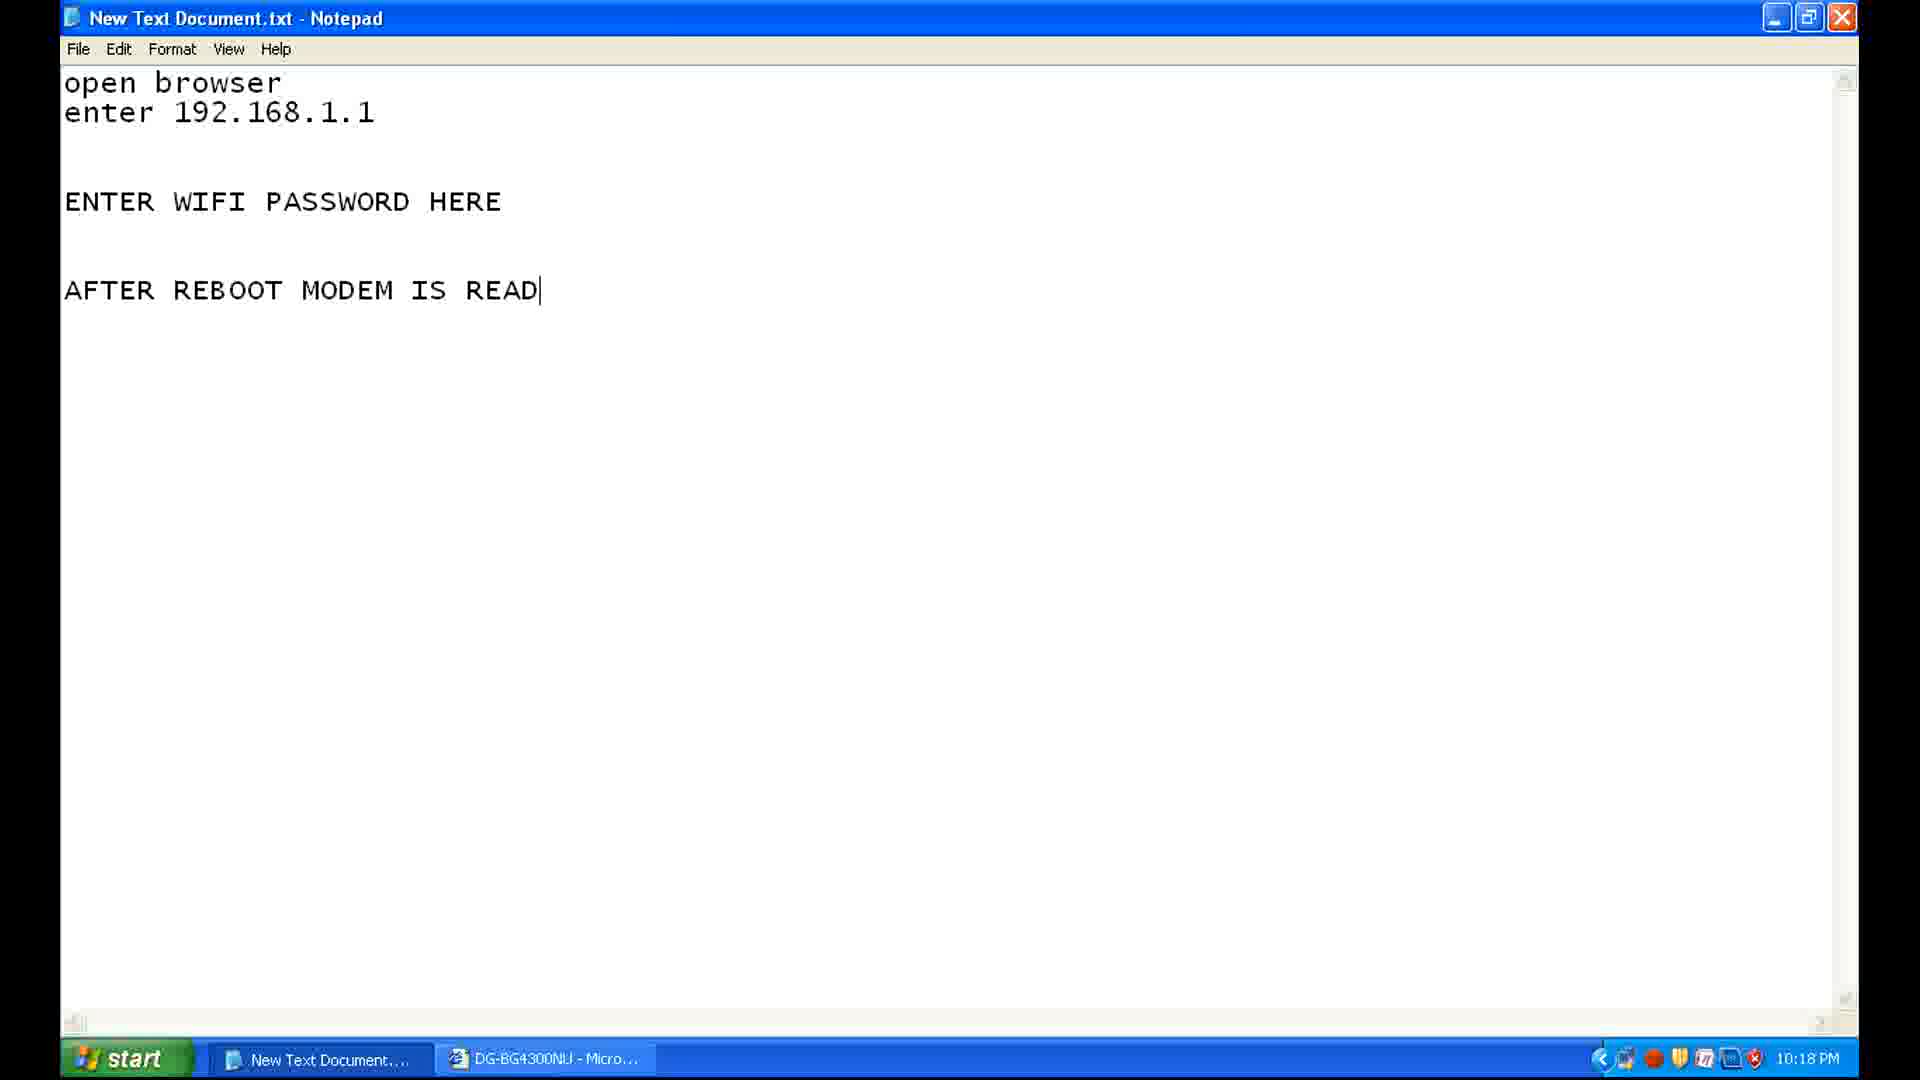 New Text Document.txt - Notepad
File Edit Format View Help
open browser
enter 192.168.1.1
ENTER WIFI PASSWORD HERE
AFTER REBOOT MODEM IS READ
start New Text Document.... DG-BG4300NU - Micro... 10:18 PM